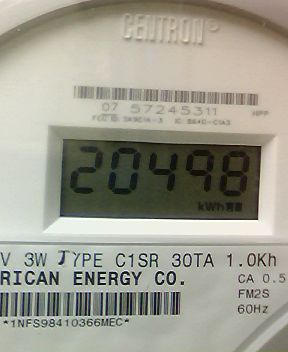 CENTRON®
07 57245311
20498
kWh
V 3W TYPE C1SR 30TA 1.0Kh
RICAN ENERGY CO.
CA 0.5
FM2S
60Hz
*1NFS98410366MEC*